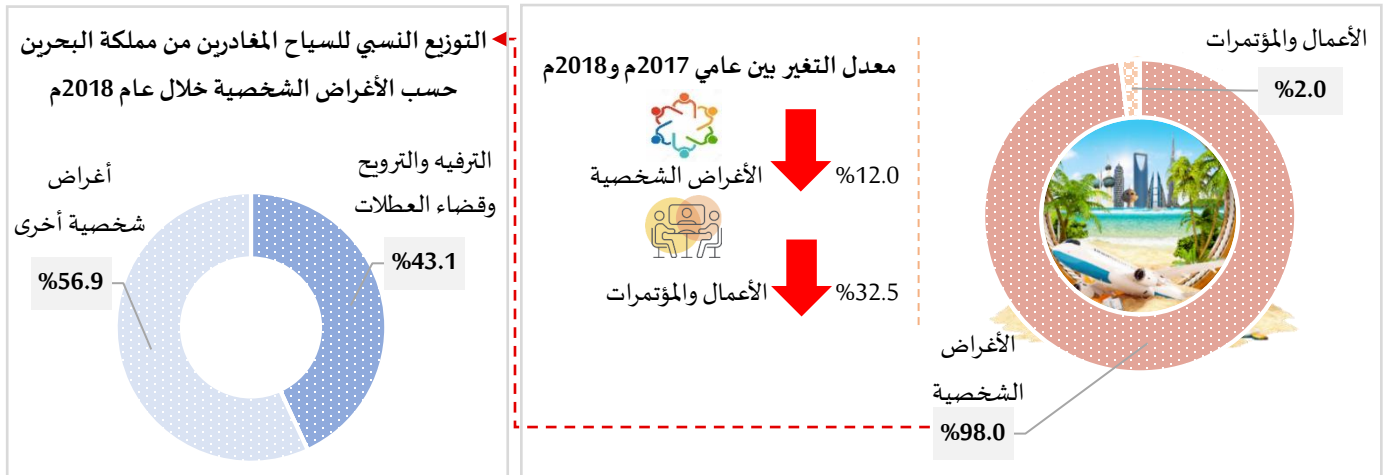 الأعمال والمؤتمرات
%2.0
الأغراض
الشخصية
%98.0
معدل التغير بين عامي 2017م و2018م
%12.0
الأغراض الشخصية
%32.5
الأعمال والمؤتمرات
التوزيع النسبي للسياح المغادرين من مملكة البحرين
حسب الأغراض الشخصية خلال عام 2018م
الترفيه والترويح
وقضاء العطلات
%43.1
أغراض
شخصية أخرى
%56.9